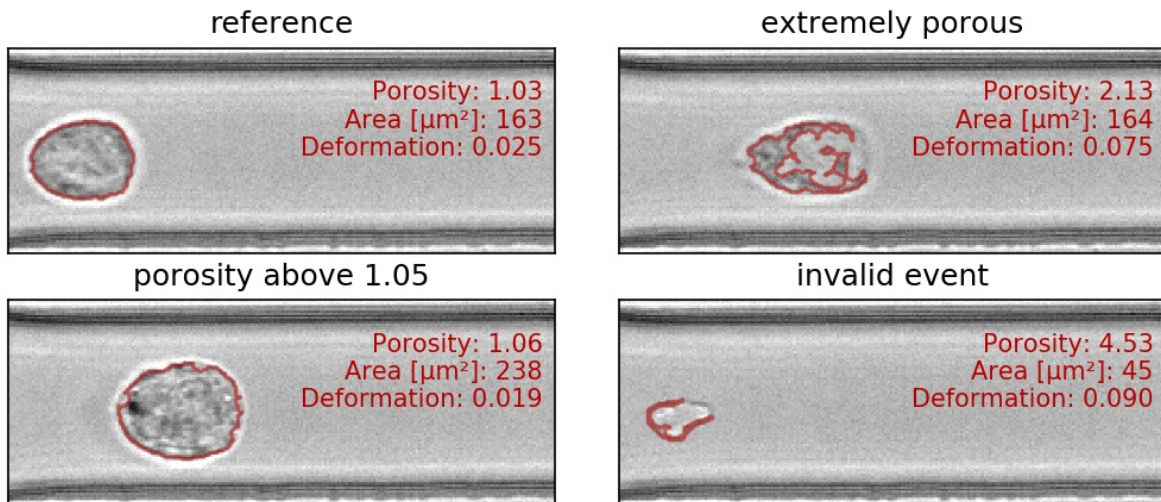 reference
Porosity: 1.03
Area [µm²]: 163
Deformation: 0.025
extremely porous
Porosity: 2.13
Area [µm²]: 164
Deformation: 0.075
porosity above 1.05
Porosity: 1.06
Area [µm²]: 238
Deformation: 0.019
invalid event
Porosity: 4.53
Area [µm²]: 45
Deformation: 0.090